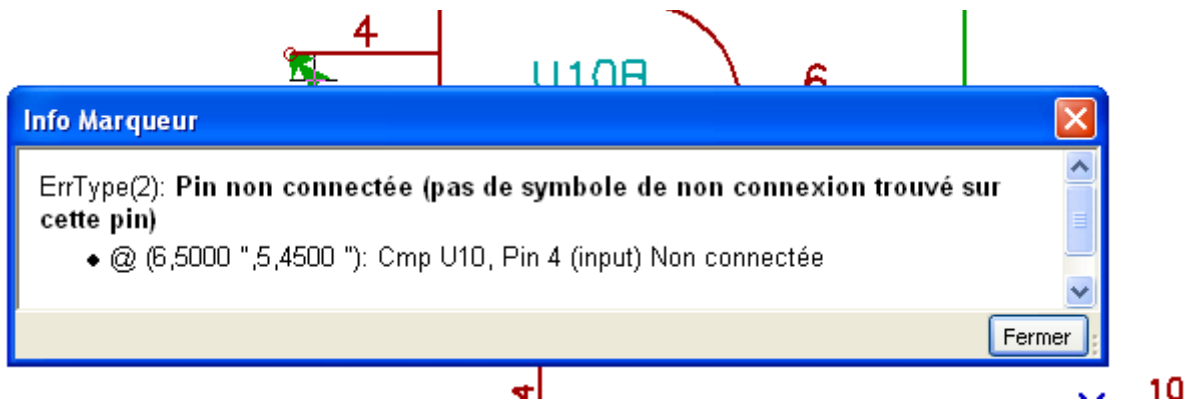 4
U10B
6
Info Marqueur
ErrType(2): Pin non connectée (pas de symbole de non connexion trouvé sur
cette pin)
@ (6,5000 ",5,4500 "): Cmp U10, Pin 4 (input) Non connectée
Fermer
4
10